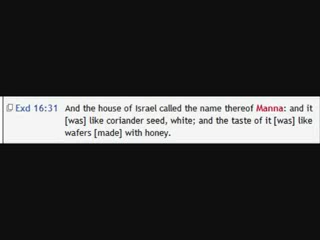 Exd 16:31 And the house of Israel called the name thereof Manna: and it
[was] like coriander seed, white; and the taste of it [was] like
wafers [made] with honey.